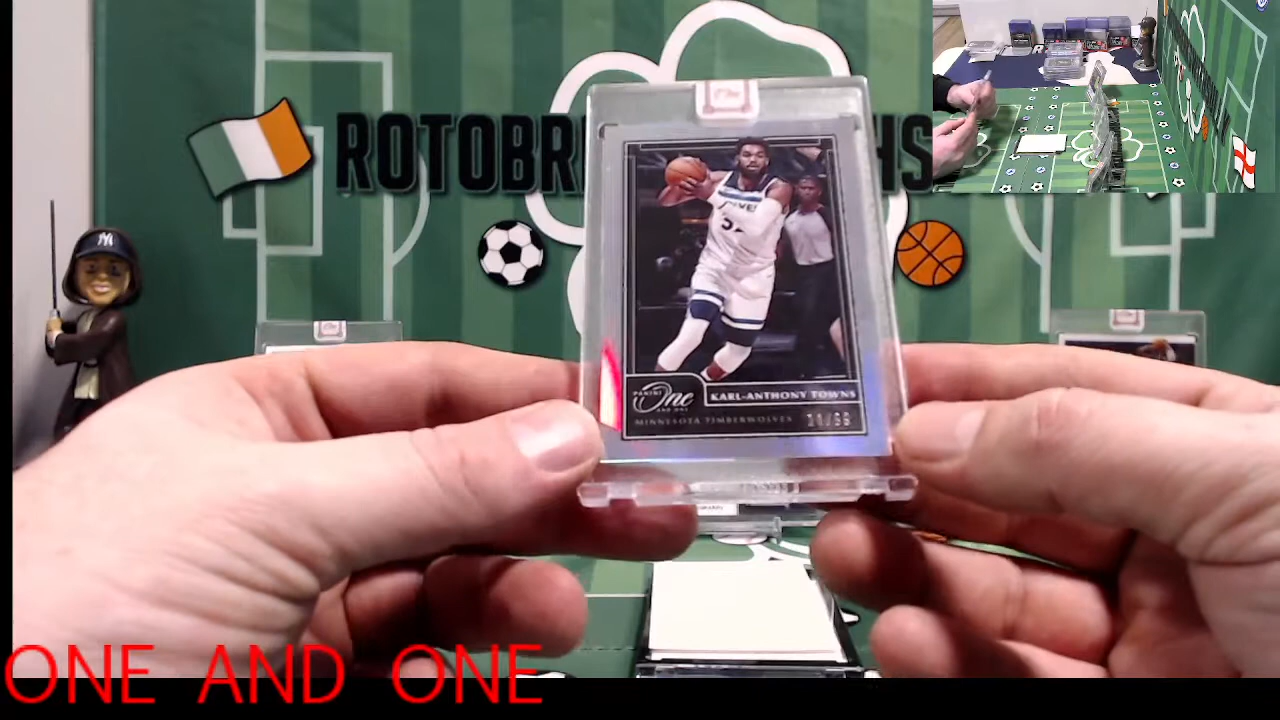 ROTOBR
HS
PANINI
One
AND ONE
KARL-ANTHONY TOWNS
MINNESOTA TIMBERWOLVES
ONE AND ONE